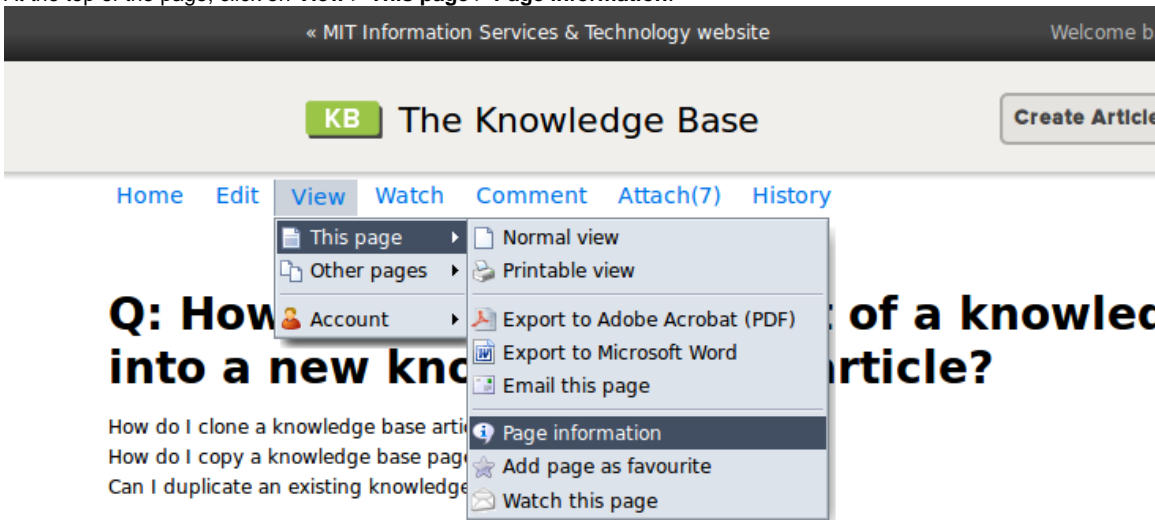 « MIT Information Services & Technology website Welcome b
KB The Knowledge Base Create Article
Home Edit View Watch Comment Attach(7) History
This page
Other pages
Account
Normal view
Printable view
Export to Adobe Acrobat (PDF)
Export to Microsoft Word
Email this page
Page information
Add page as favourite
Watch this page
Q: How of a knowled
into a new kno rticle?
How do I clone a knowledge base arti
How do I copy a knowledge base pag
Can I duplicate an existing knowledge